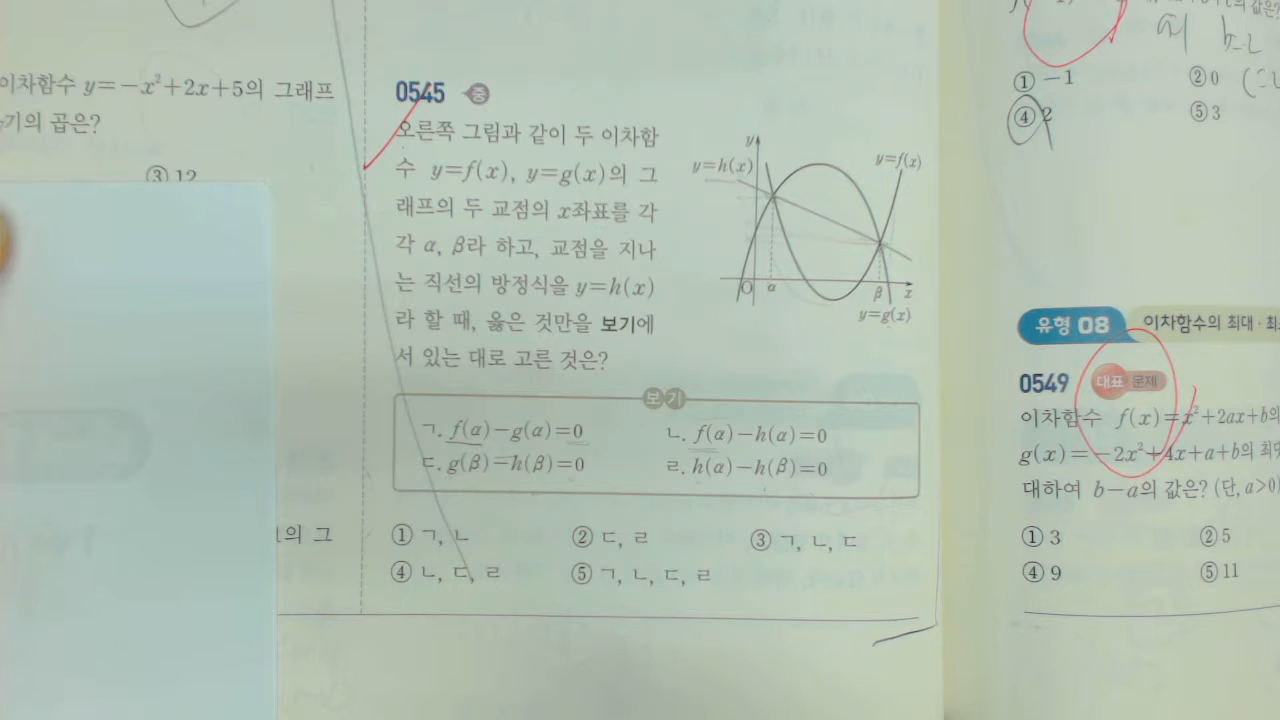 이차함수 y=-x²+2x+5의 그래프
기의 곱은?
③ 12
의 그
0545 중
오른쪽 그림과 같이 두 이차함
수 y=f(x), y=g(x)의 그
래프의 두 교점의 x좌표를 각
각 α, β라 하고, 교점을 지나
는 직선의 방정식을 y=h(x)
라 할 때, 옳은 것만을 보기에
서 있는 대로 고른 것은?
y
y=h(x)
y=f(x)
O α β x
y=g(x)
보기
ㄱ. f(α)-g(α)=0 ㄴ. f(α)-h(α)=0
ㄷ. g(β)-h(β)=0 ㄹ. h(α)-h(β)=0
① ㄱ, ㄴ ② ㄷ, ㄹ ③ ㄱ, ㄴ, ㄷ
④ ㄴ, ㄷ, ㄹ ⑤ ㄱ, ㄴ, ㄷ, ㄹ
의 값은?
① -1 ② 0
④ 2 ⑤ 3
유형 08 이차함수의 최대·최
0549 대표 문제
이차함수 f(x)=x²+2ax+b의
g(x)=-2x²+4x+a+b의 최
대하여 b-a의 값은? (단, a>0)
① 3 ② 5
④ 9 ⑤ 11